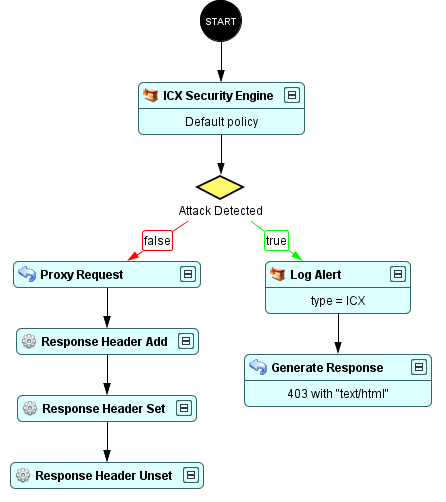 START
ICX Security Engine
Default policy
Attack Detected
false
true
Proxy Request
Log Alert
type = ICX
Response Header Add
Generate Response
403 with "text/html"
Response Header Set
Response Header Unset